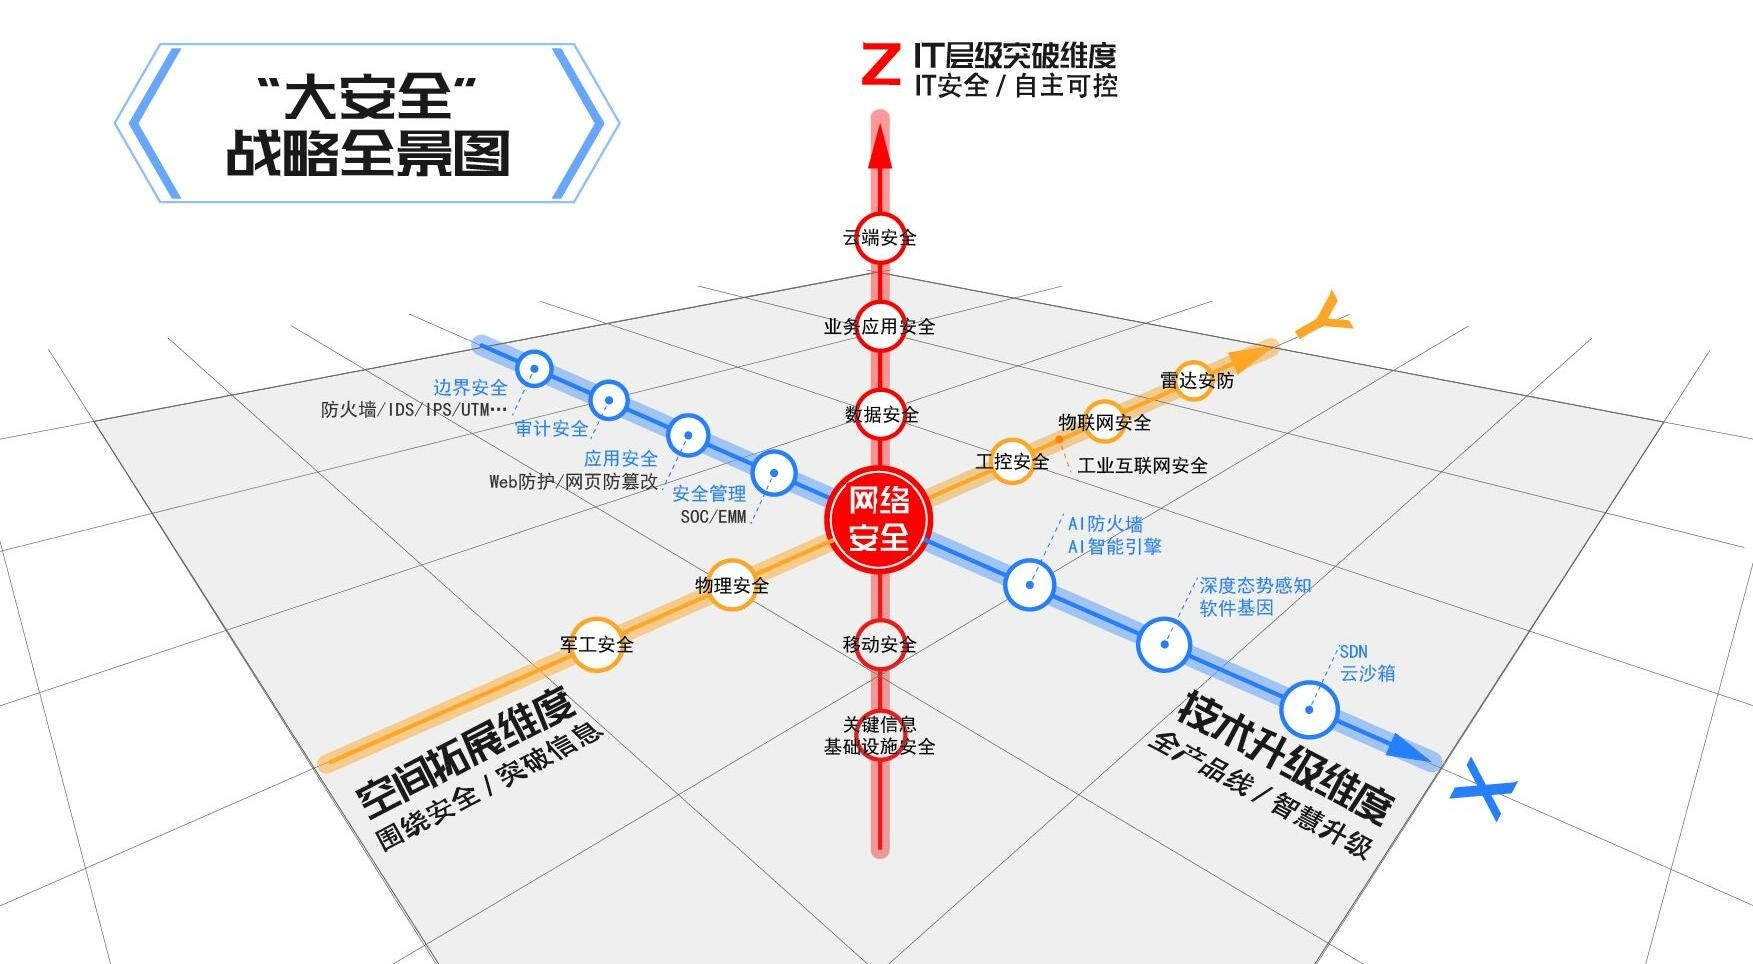 “大安全”
战略全景图
Z IT层级突破维度
IT安全 / 自主可控
云端安全
业务应用安全
数据安全
网络
安全
移动安全
关键信息
基础设施安全
Y
雷达安防
物联网安全
工控安全
工业互联网安全
物理安全
军工安全
空间拓展维度
围绕安全 / 突破信息
边界安全
防火墙/IDS/IPS/UTM…
审计安全
应用安全
Web防护/网页防篡改
安全管理
SOC/EMM
AI防火墙
AI智能引擎
深度态势感知
软件基因
SDN
云沙箱
技术升级维度
全产品线 / 智慧升级
X